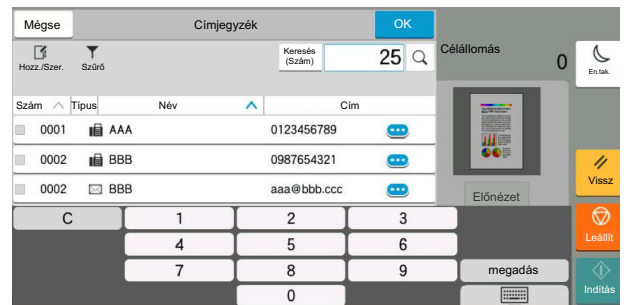 Mégse
Címjegyzék
OK
Hozz./Szer.
Szűrő
Keresés
(Szám)
25
Célállomás
0
En.tak.
Szám Típus Név Cím
0001 AAA 0123456789
0002 BBB 0987654321
0002 BBB aaa@bbb.ccc
Előnézet
Vissz
C 1 2 3
4 5 6
7 8 9 megadás
0
Leállít
Indítás